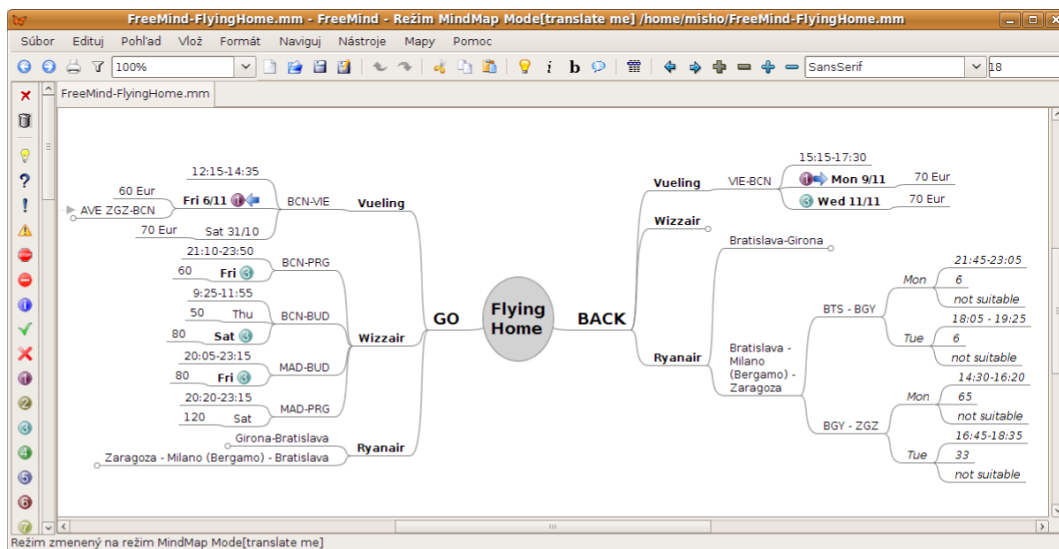 FreeMind-FlyingHome.mm - FreeMind - Režim MindMap Mode[translate me] /home/misho/FreeMind-FlyingHome.mm
Súbor Edituj Pohľad Vlož Formát Naviguj Nástroje Mapy Pomoc
100% i b SansSerif 18
FreeMind-FlyingHome.mm
12:15-14:35
60 Eur
Fri 6/11 1
AVE ZGZ-BCN
BCN-VIE
Vueling
70 Eur
Sat 31/10
21:10-23:50
60
Fri 3
BCN-PRG
9:25-11:55
50
Thu
BCN-BUD
80
Sat 3
Wizzair
20:05-23:15
80
Fri 3
MAD-BUD
20:20-23:15
120
Sat
MAD-PRG
Girona-Bratislava
Zaragoza - Milano (Bergamo) - Bratislava
Ryanair
GO
Flying
Home
BACK
Vueling
VIE-BCN
15:15-17:30
1 Mon 9/11
70 Eur
3 Wed 11/11
70 Eur
Wizzair
Ryanair
Bratislava-Girona
Bratislava -
Milano
(Bergamo) -
Zaragoza
BTS - BGY
Mon
21:45-23:05
6
not suitable
Tue
18:05 - 19:25
6
not suitable
BGY - ZGZ
Mon
14:30-16:20
65
not suitable
Tue
16:45-18:35
33
not suitable
Režim zmenený na režim MindMap Mode[translate me]